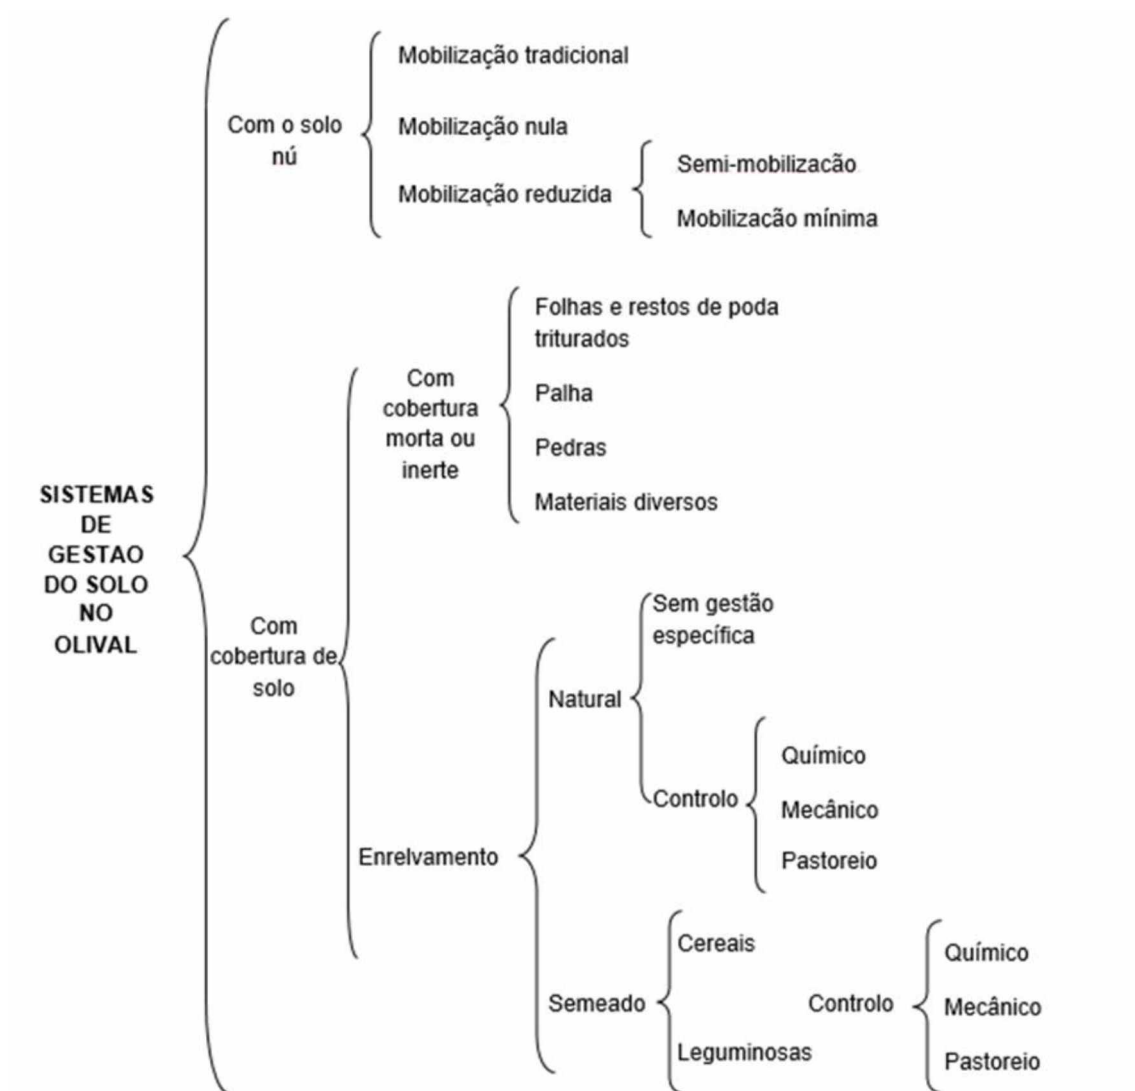 SISTEMAS
DE
GESTAO
DO SOLO
NO
OLIVAL
Com o solo
nú
Mobilização tradicional
Mobilização nula
Mobilização reduzida
Semi-mobilizacão
Mobilizacão mínima
Com
cobertura de
solo
Com
cobertura
morta ou
inerte
Folhas e restos de poda
triturados
Palha
Pedras
Materiais diversos
Enrelvamento
Natural
Sem gestão
específica
Controlo
Químico
Mecânico
Pastoreio
Semeado
Cereais
Leguminosas
Controlo
Químico
Mecânico
Pastoreio